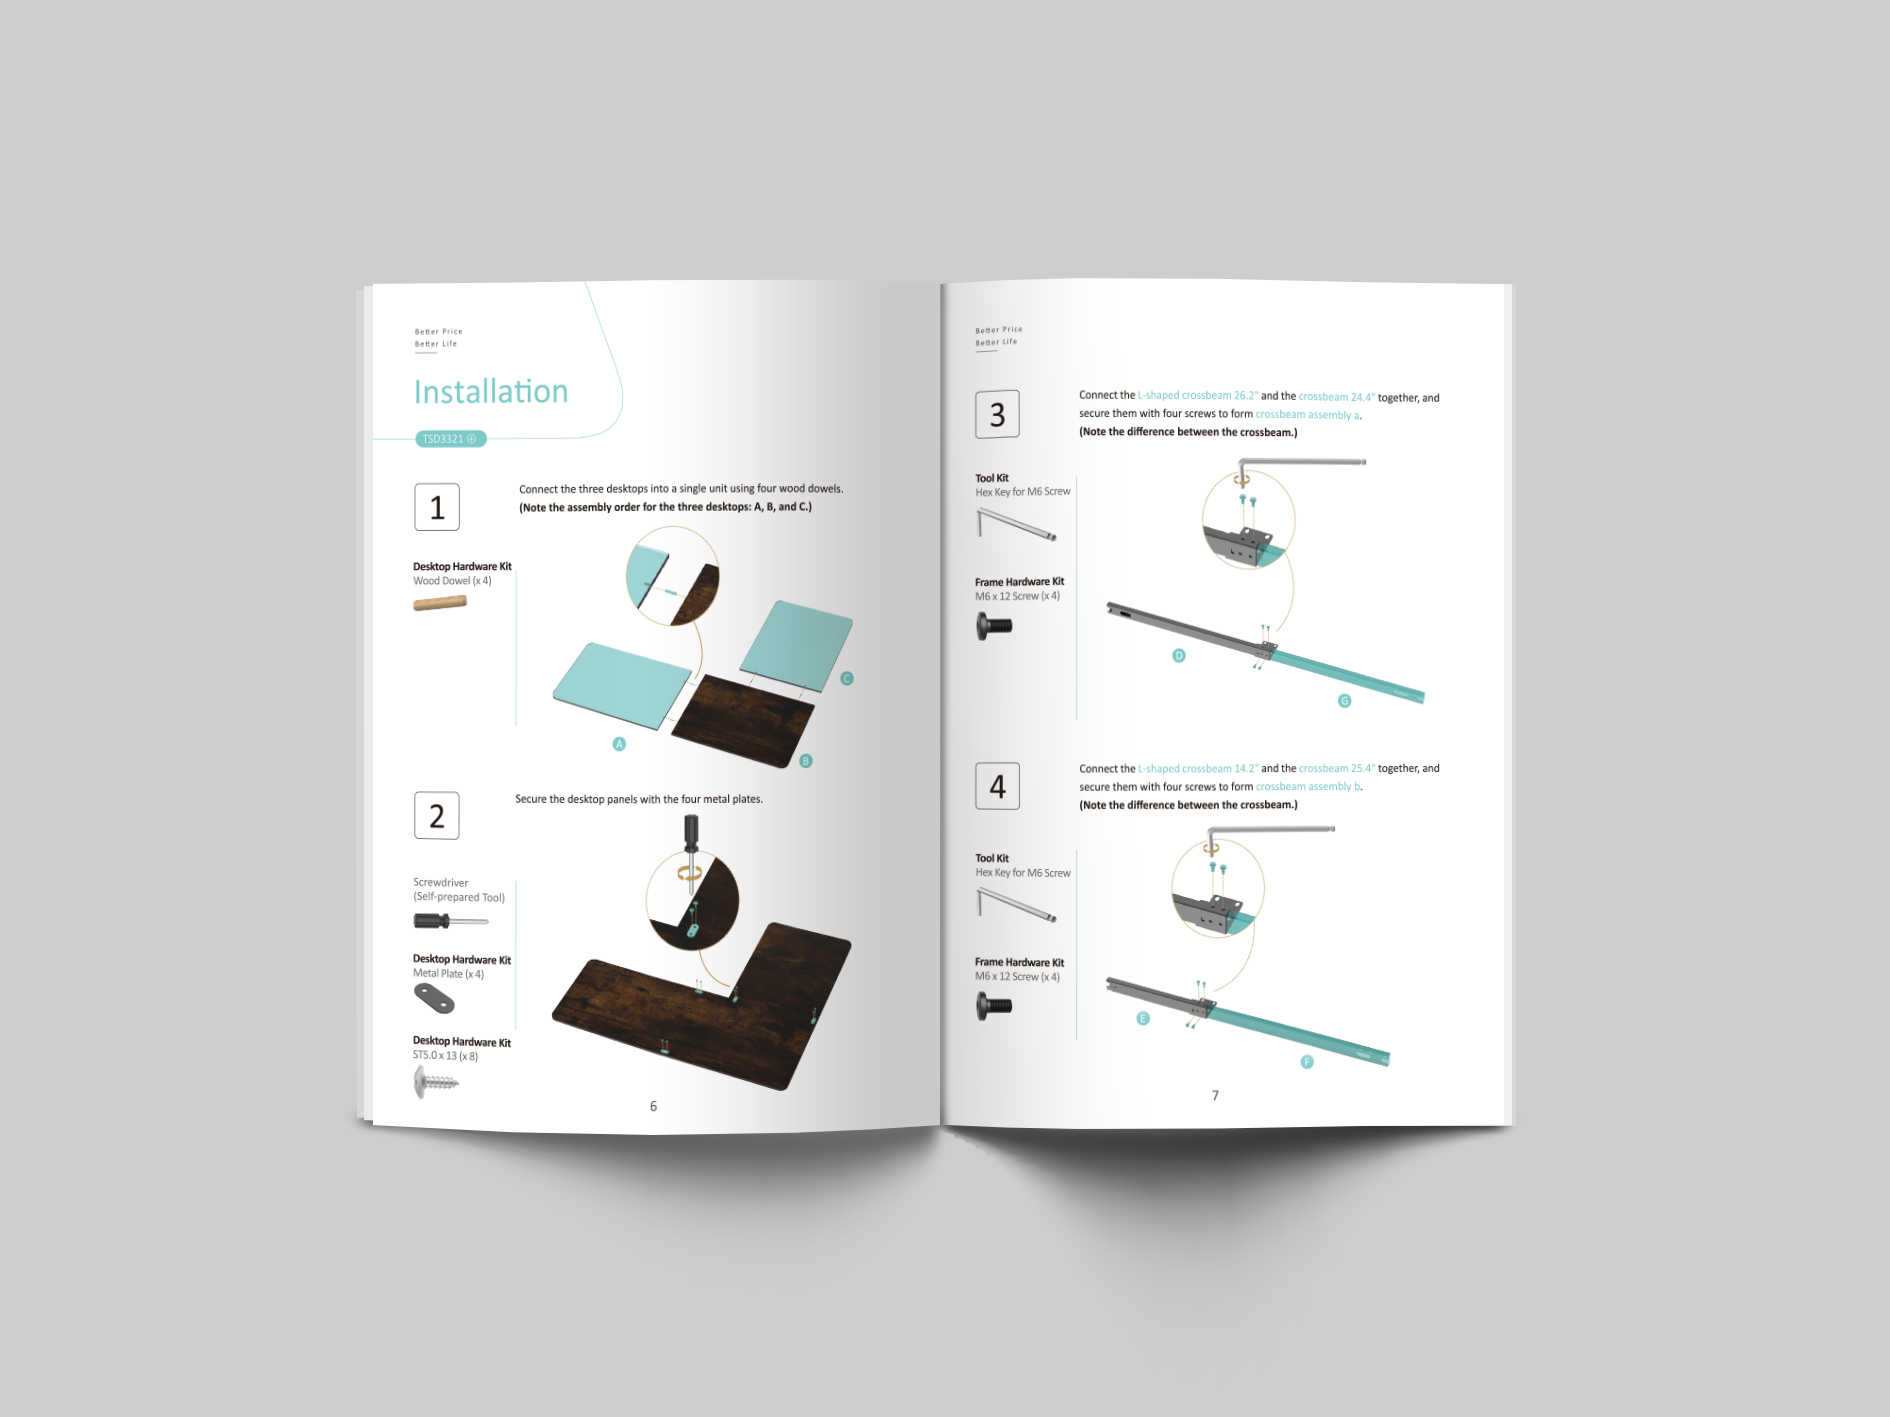 Better Price
Better Life
Installation
TSD3321
1
Connect the three desktops into a single unit using four wood dowels.
(Note the assembly order for the three desktops: A, B, and C.)
Desktop Hardware Kit
Wood Dowel (x 4)
A
B
C
2
Secure the desktop panels with the four metal plates.
Screwdriver
(Self-prepared Tool)
Desktop Hardware Kit
Metal Plate (x 4)
Desktop Hardware Kit
ST5.0 x 13 (x 8)
6
Better Price
Better Life
3
Connect the L-shaped crossbeam 26.2" and the crossbeam 24.4" together, and
secure them with four screws to form crossbeam assembly a.
(Note the difference between the crossbeam.)
Tool Kit
Hex Key for M6 Screw
Frame Hardware Kit
M6 x 12 Screw (x 4)
D
G
4
Connect the L-shaped crossbeam 14.2" and the crossbeam 25.4" together, and
secure them with four screws to form crossbeam assembly b.
(Note the difference between the crossbeam.)
Tool Kit
Hex Key for M6 Screw
Frame Hardware Kit
M6 x 12 Screw (x 4)
E
F
7